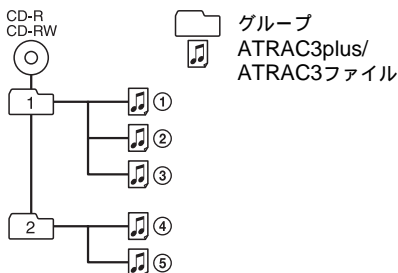 CD-R
CD-RW
グループ
ATRAC3plus/
ATRAC3ファイル
1
①
②
③
2
④
⑤